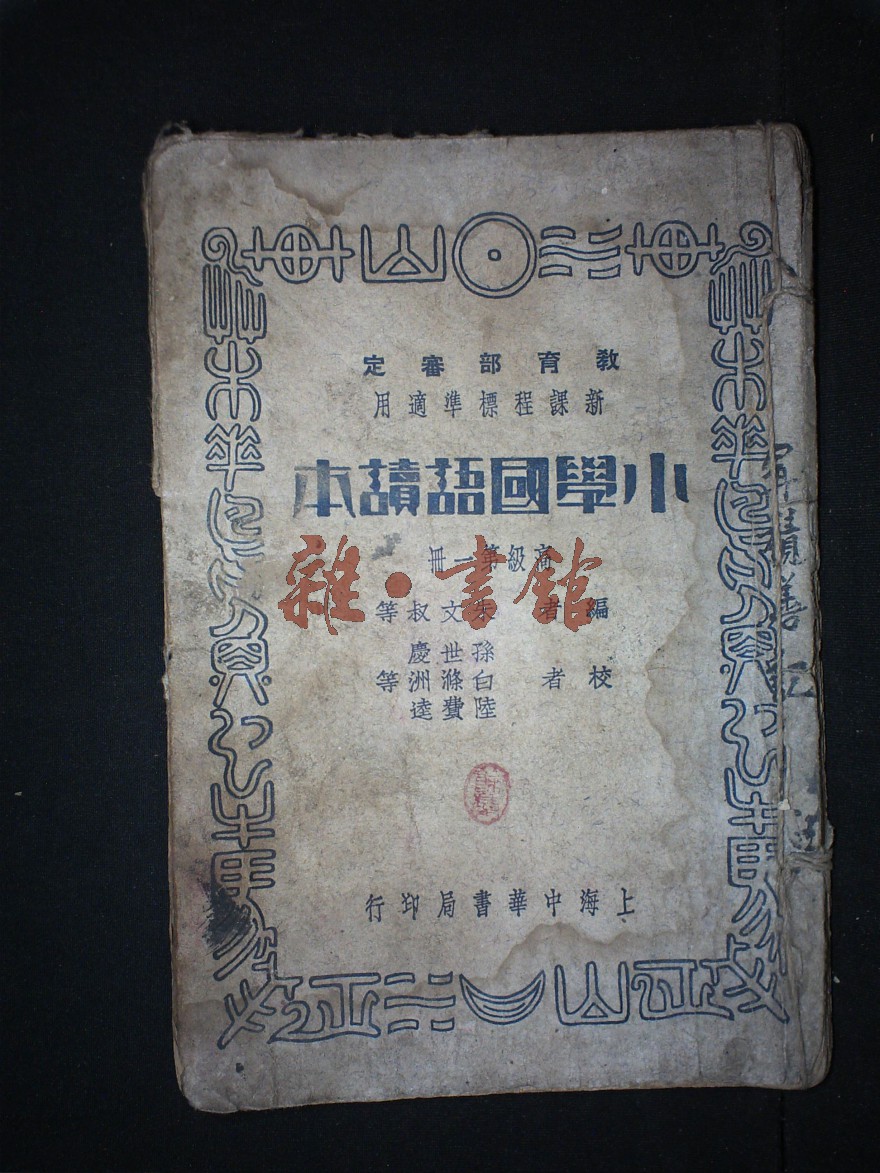 教育部審定
新課程標準適用
小學國語讀本
高級第一冊
編者 朱文叔等
校者 孫世慶 白滌洲 陸費逵 等
上海中華書局印行
雜·書館